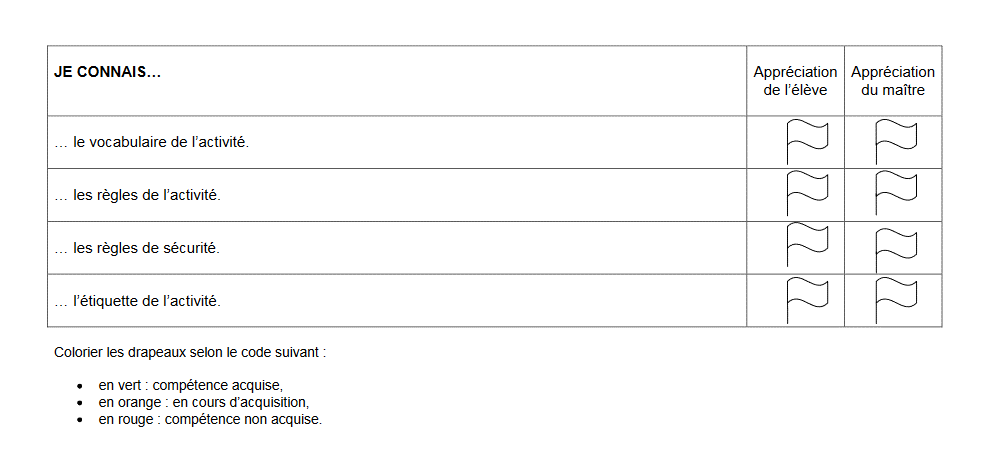 JE CONNAIS…
Appréciation de l’élève
Appréciation du maître
… le vocabulaire de l’activité.
… les règles de l’activité.
… les règles de sécurité.
… l’étiquette de l’activité.
Colorier les drapeaux selon le code suivant :
• en vert : compétence acquise,
• en orange : en cours d’acquisition,
• en rouge : compétence non acquise.